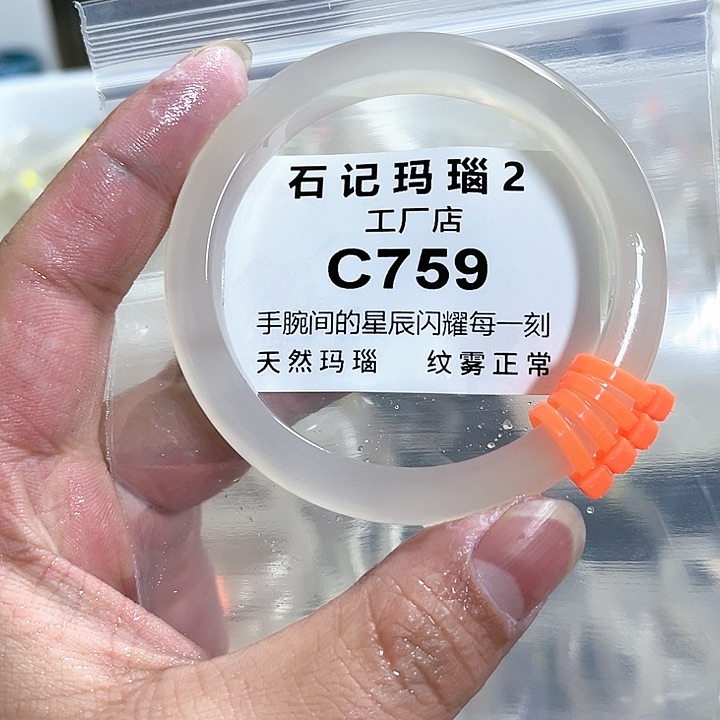 石记玛瑙2
工厂店
C759
手腕间的星辰闪耀每一刻
天然玛瑙 纹雾正常